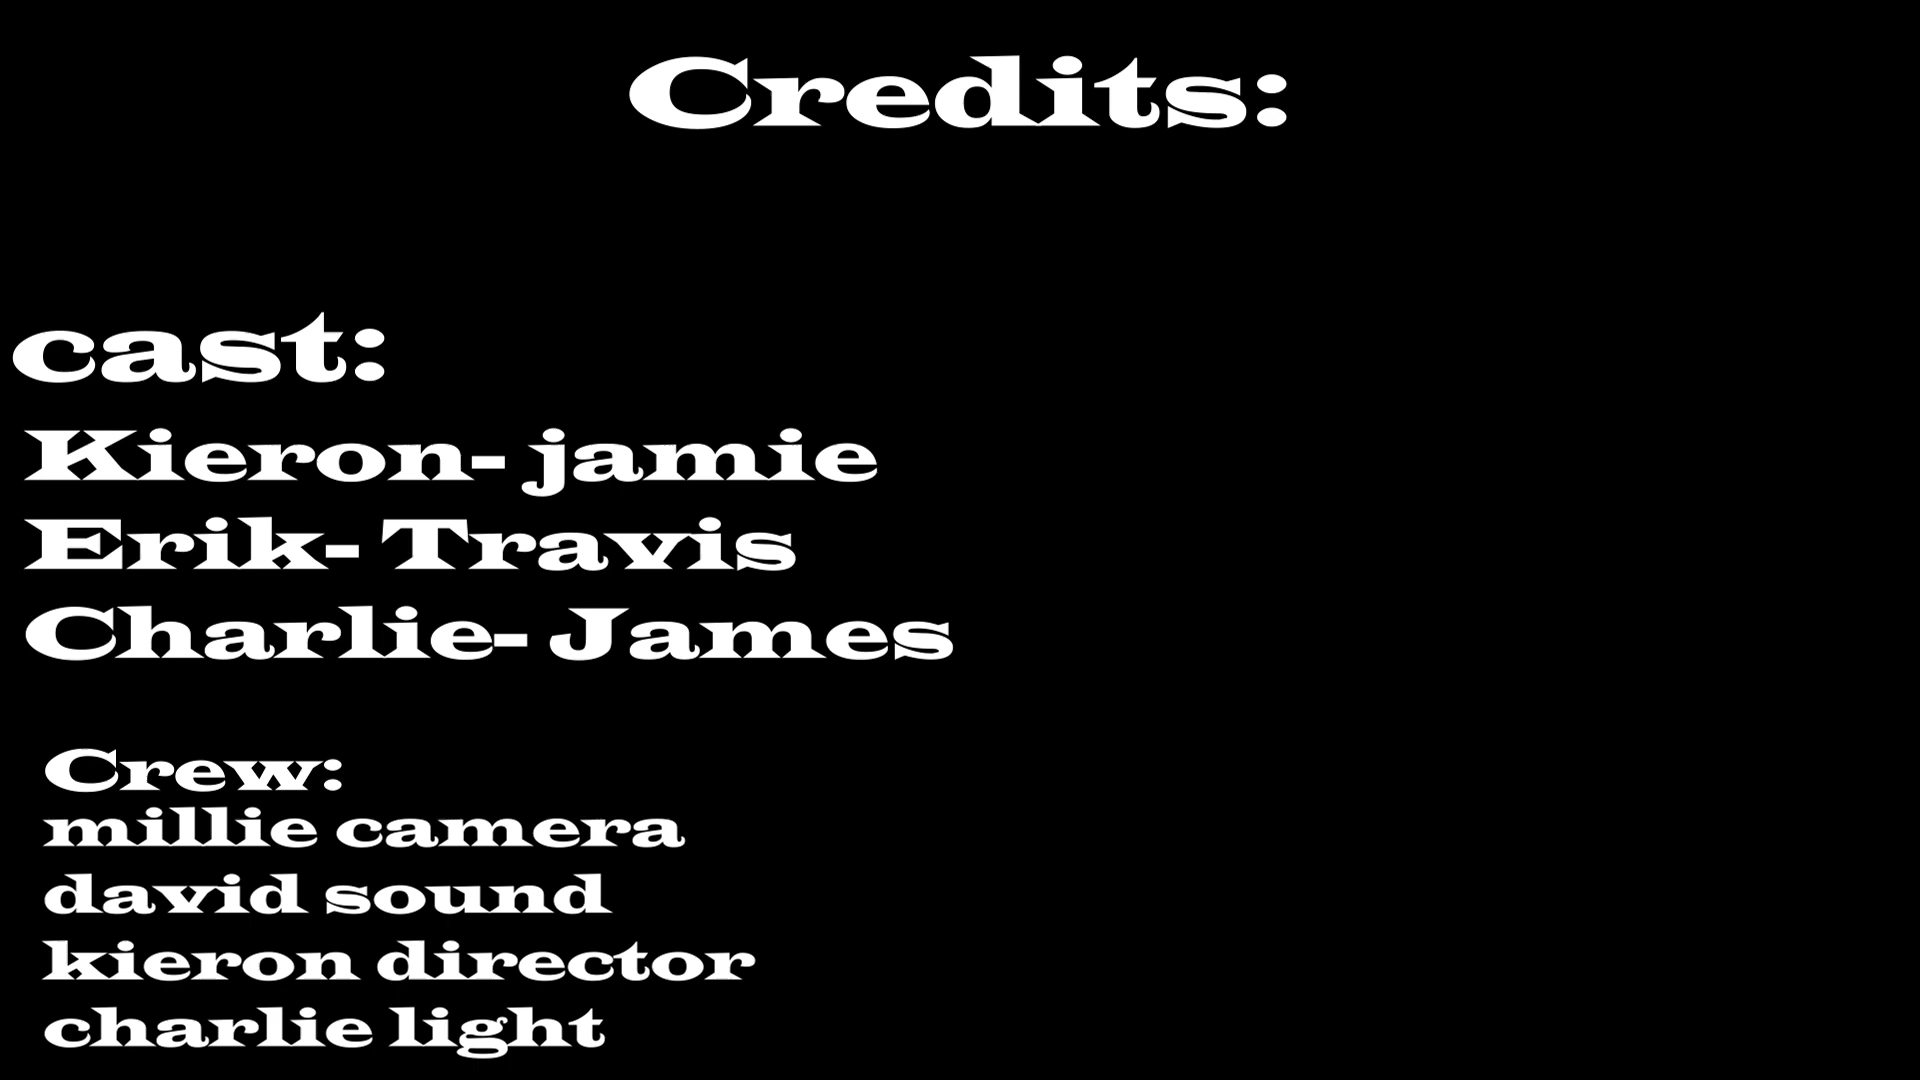 Credits:
cast:
Kieron- jamie
Erik- Travis
Charlie- James
Crew:
millie camera
david sound
kieron director
charlie light